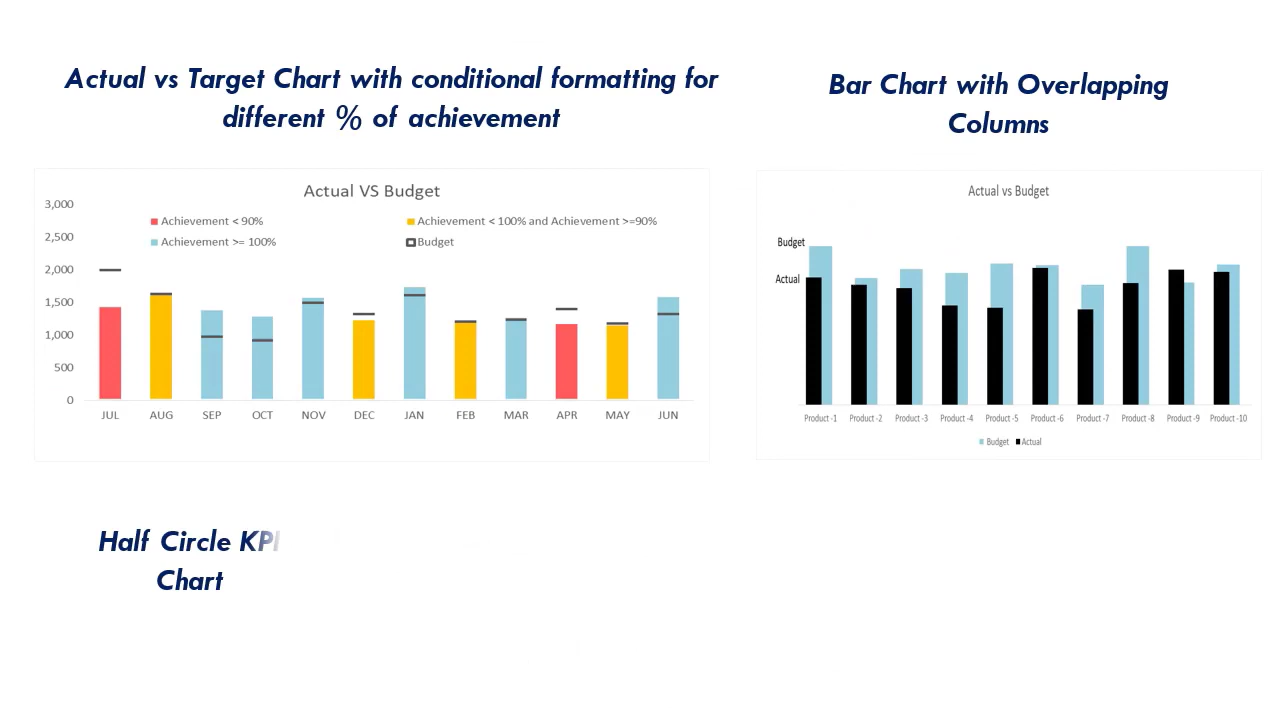 Actual vs Target Chart with conditional formatting for
different % of achievement
Bar Chart with Overlapping
Columns
Actual VS Budget
3,000
2,500
2,000
1,500
1,000
500
0
Achievement < 90%
Achievement < 100% and Achievement >=90%
Achievement >= 100%
Budget
JUL AUG SEP OCT NOV DEC JAN FEB MAR APR MAY JUN
Actual vs Budget
Budget
Actual
Product -1 Product -2 Product -3 Product -4 Product -5 Product -6 Product -7 Product -8 Product -9 Product -10
Budget Actual
Half Circle KPI
Chart